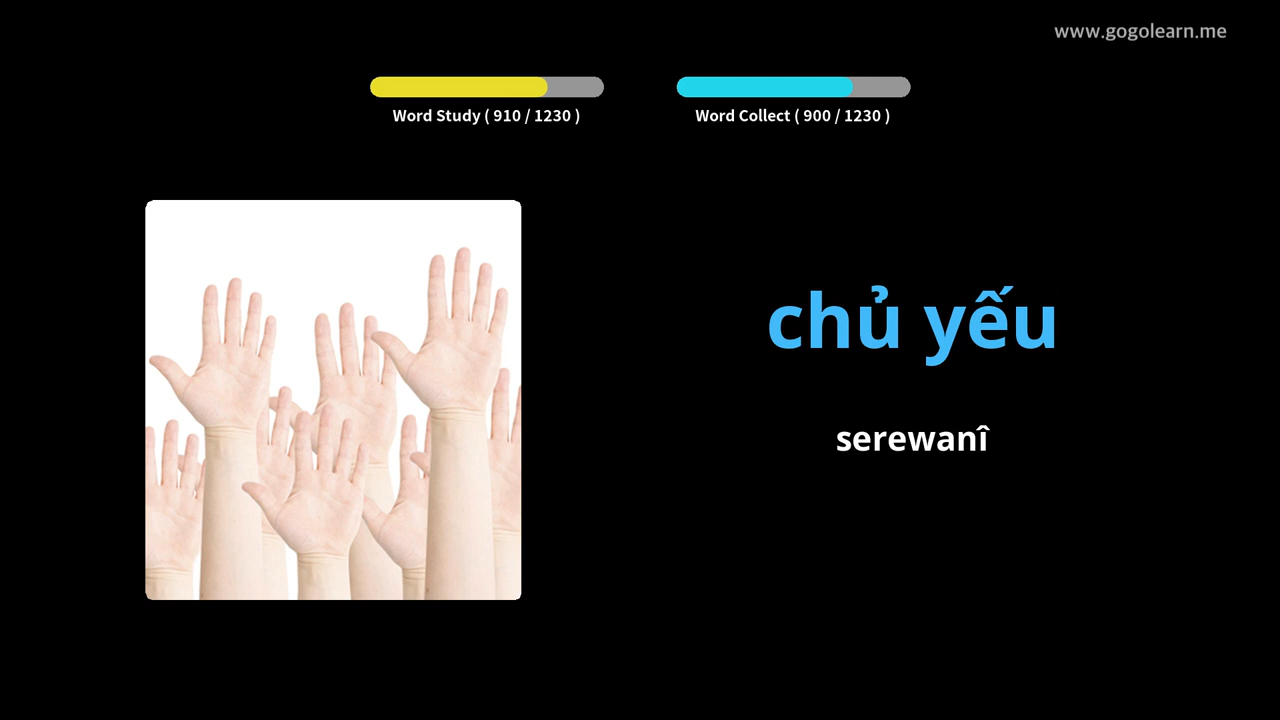 www.gogolearn.me
Word Study ( 910 / 1230 )
Word Collect ( 900 / 1230 )
chủ yếu
serewanî